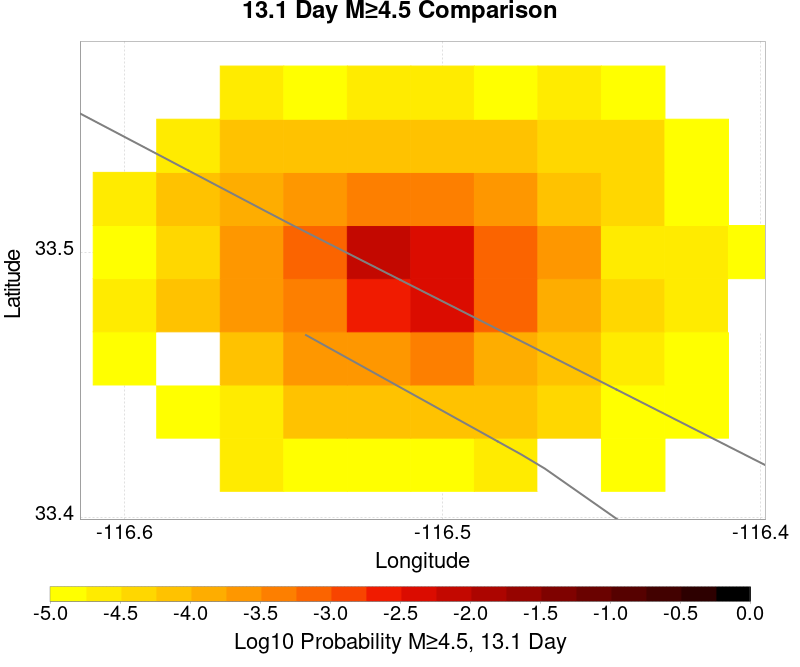 13.1 Day M≥4.5 Comparison
Latitude
33.5
33.4
-116.6 -116.5 -116.4
Longitude
-5.0 -4.5 -4.0 -3.5 -3.0 -2.5 -2.0 -1.5 -1.0 -0.5 0.0
Log10 Probability M≥4.5, 13.1 Day